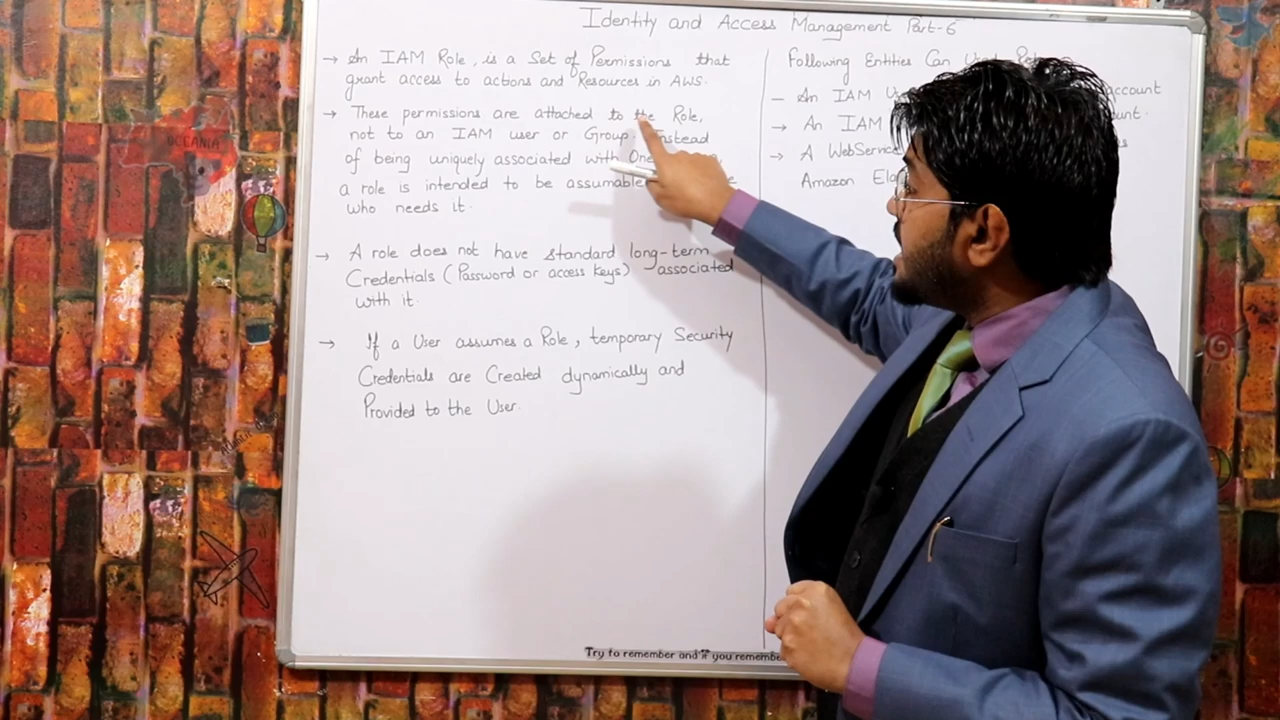 Identity and Access Management Part-6
→ An IAM Role, is a Set of Permissions that
grant access to actions and Resources in AWS.
→ These permissions are attached to the Role,
not to an IAM user or Group. Instead
of being uniquely associated with One
a role is intended to be assumable
who needs it.
→ A role does not have standard long-term
Credentials (Password or access keys) associated
with it.
→ If a User assumes a Role, temporary Security
Credentials are Created dynamically and
Provided to the User.
Following Entities Can Use
- An IAM account
→ An IAM
→ A WebService
Amazon
Try to remember and if you remember
OCEANIA